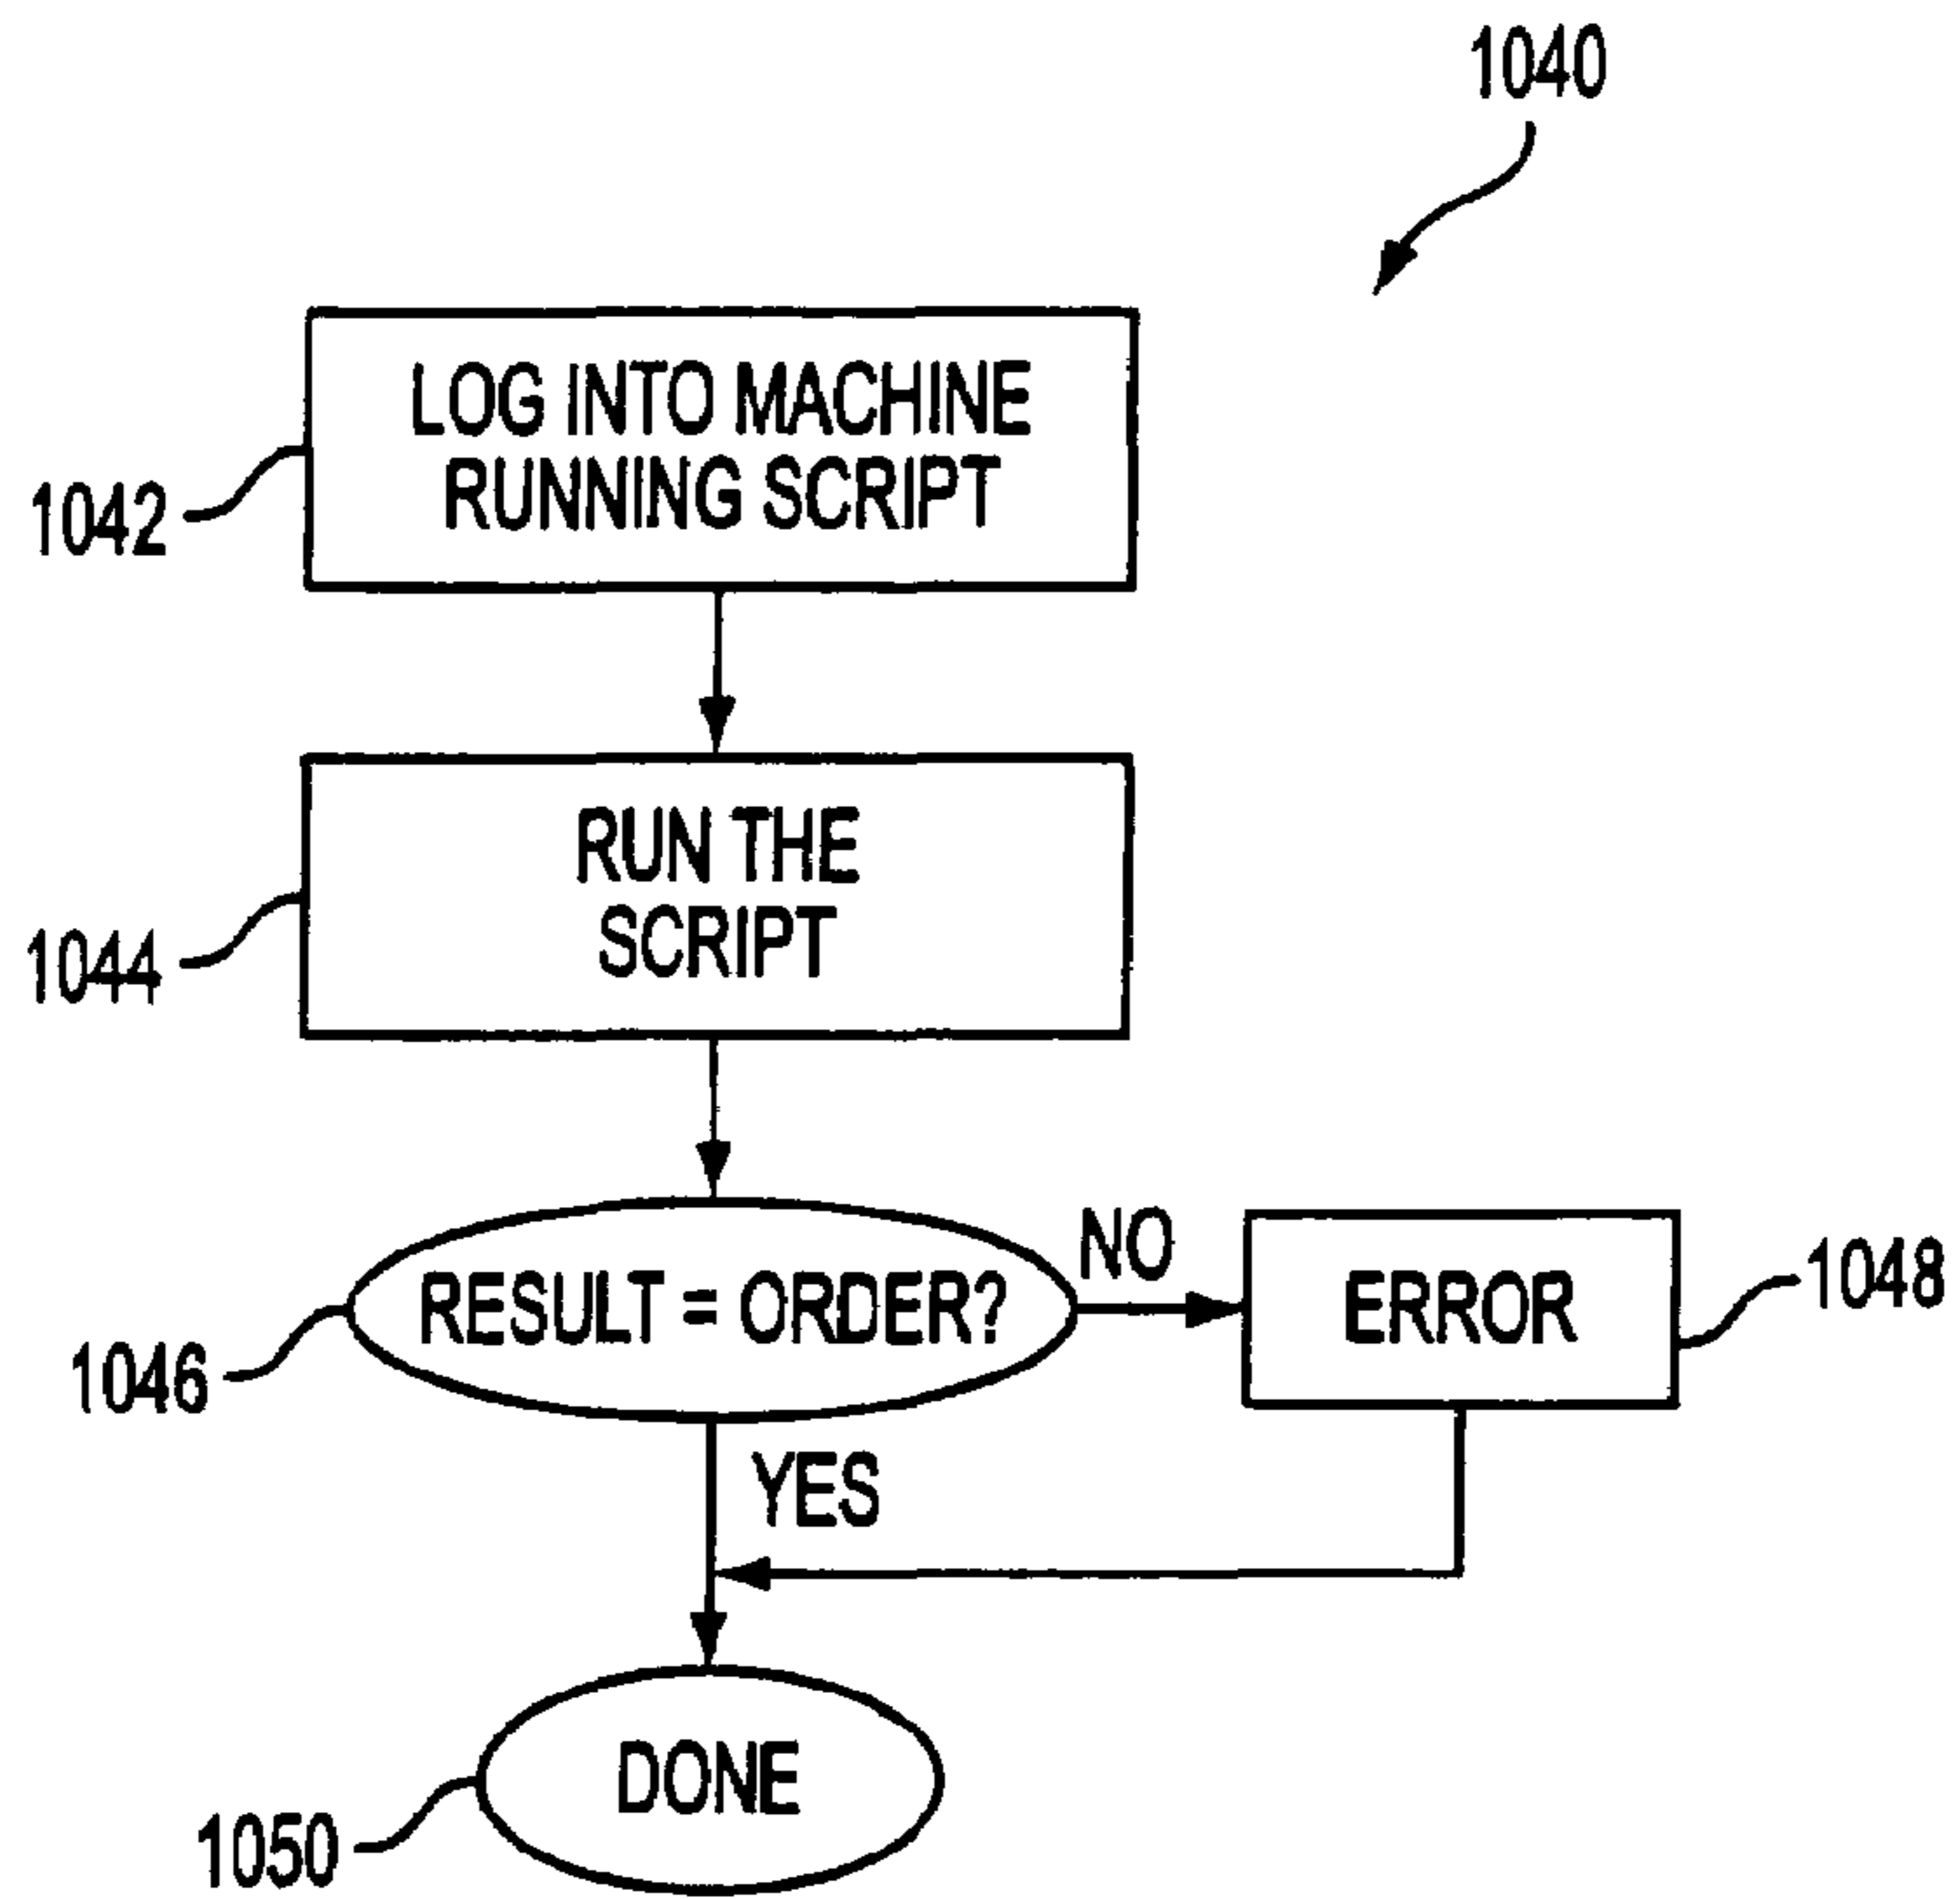 1040
LOG INTO MACHINE
RUNNING SCRIPT
1042
RUN THE
SCRIPT
1044
RESULT = ORDER?
NO
ERROR
1048
1046
YES
DONE
1050